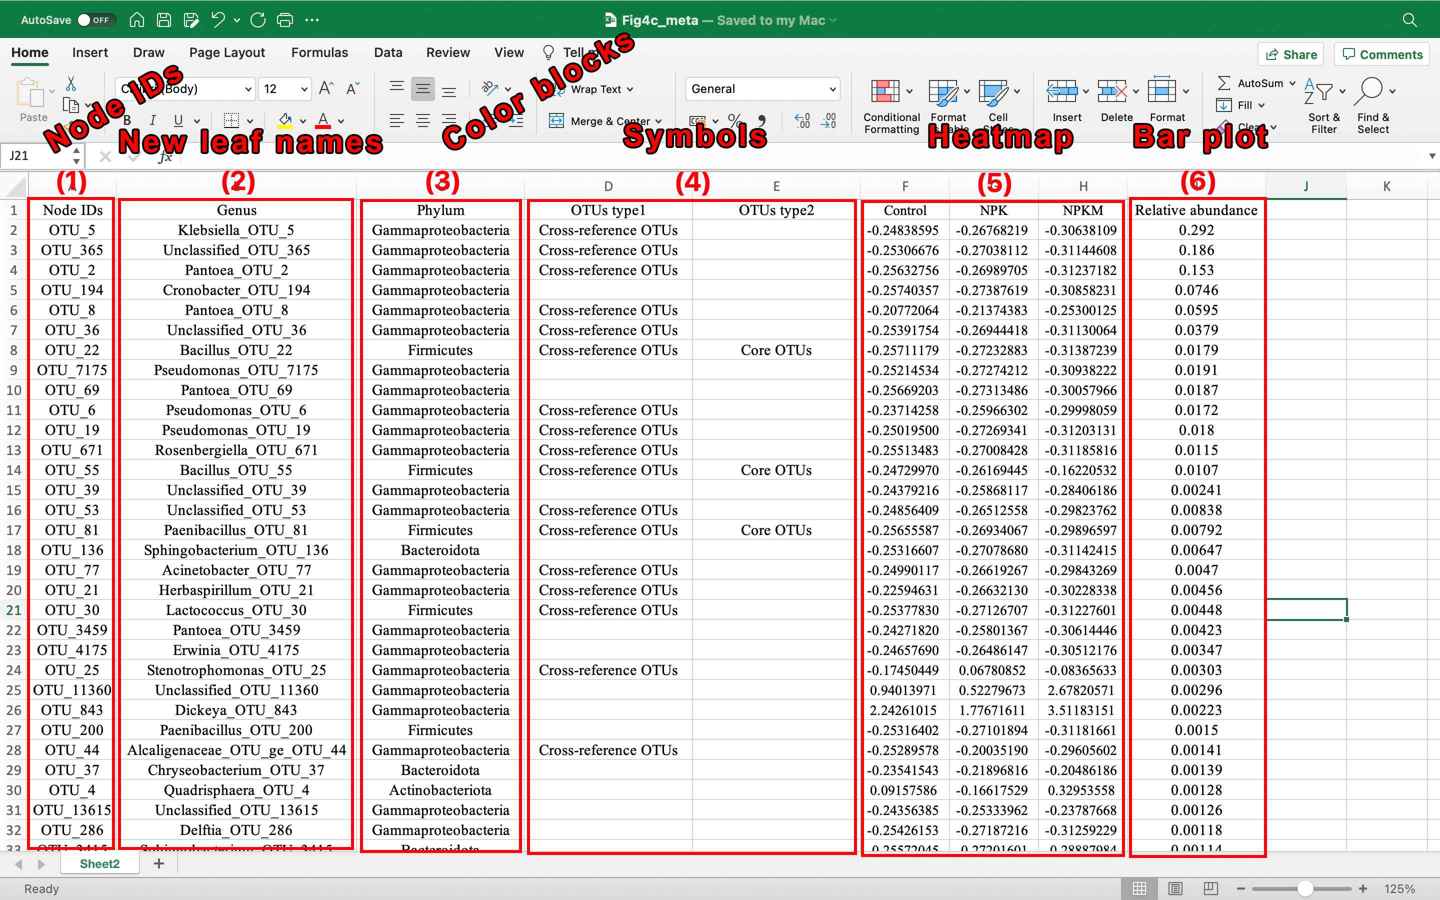 AutoSave OFF Fig4c_meta — Saved to my Mac
Home Insert Draw Page Layout Formulas Data Review View Tell Share Comments
Paste (Body) 12 A A Wrap Text General Conditional Formatting Format Cell Insert Delete Format AutoSum Fill Clear Sort & Filter Find & Select
B I U A Merge & Center % 9
Node IDs New leaf names Color blocks Symbols Heatmap Bar plot
J21 fx
(1) (2) (3) D (4) E F (5) H (6) J K
1 Node IDs Genus Phylum OTUs type1 OTUs type2 Control NPK NPKM Relative abundance
2 OTU_5 Klebsiella_OTU_5 Gammaproteobacteria Cross-reference OTUs -0.24838595 -0.26768219 -0.30638109 0.292
3 OTU_365 Unclassified_OTU_365 Gammaproteobacteria Cross-reference OTUs -0.25306676 -0.27038112 -0.31144608 0.186
4 OTU_2 Pantoea_OTU_2 Gammaproteobacteria Cross-reference OTUs -0.25632756 -0.26989705 -0.31237182 0.153
5 OTU_194 Cronobacter_OTU_194 Gammaproteobacteria -0.25740357 -0.27387619 -0.30858231 0.0746
6 OTU_8 Pantoea_OTU_8 Gammaproteobacteria Cross-reference OTUs -0.20772064 -0.21374383 -0.25300125 0.0595
7 OTU_36 Unclassified_OTU_36 Gammaproteobacteria Cross-reference OTUs -0.25391754 -0.26944418 -0.31130064 0.0379
8 OTU_22 Bacillus_OTU_22 Firmicutes Cross-reference OTUs Core OTUs -0.25711179 -0.27232883 -0.31387239 0.0179
9 OTU_7175 Pseudomonas_OTU_7175 Gammaproteobacteria -0.25214534 -0.27274212 -0.30938222 0.0191
10 OTU_69 Pantoea_OTU_69 Gammaproteobacteria -0.25669203 -0.27313486 -0.30057966 0.0187
11 OTU_6 Pseudomonas_OTU_6 Gammaproteobacteria Cross-reference OTUs -0.23714258 -0.25966302 -0.29998059 0.0172
12 OTU_19 Pseudomonas_OTU_19 Gammaproteobacteria Cross-reference OTUs -0.25019500 -0.27269341 -0.31203131 0.018
13 OTU_671 Rosenbergiella_OTU_671 Gammaproteobacteria Cross-reference OTUs -0.25513483 -0.27008428 -0.31185816 0.0115
14 OTU_55 Bacillus_OTU_55 Firmicutes Cross-reference OTUs Core OTUs -0.24729970 -0.26169445 -0.16220532 0.0107
15 OTU_39 Unclassified_OTU_39 Gammaproteobacteria -0.24379216 -0.25868117 -0.28406186 0.00241
16 OTU_53 Unclassified_OTU_53 Gammaproteobacteria Cross-reference OTUs -0.24856409 -0.26512558 -0.29823762 0.00838
17 OTU_81 Paenibacillus_OTU_81 Firmicutes Cross-reference OTUs Core OTUs -0.25655587 -0.26934067 -0.29896597 0.00792
18 OTU_136 Sphingobacterium_OTU_136 Bacteroidota -0.25316607 -0.27078680 -0.31142415 0.00647
19 OTU_77 Acinetobacter_OTU_77 Gammaproteobacteria Cross-reference OTUs -0.24990117 -0.26619267 -0.29843269 0.0047
20 OTU_21 Herbaspirillum_OTU_21 Gammaproteobacteria Cross-reference OTUs -0.22594631 -0.26632130 -0.30228338 0.00456
21 OTU_30 Lactococcus_OTU_30 Firmicutes Cross-reference OTUs -0.25377830 -0.27126707 -0.31227601 0.00448
22 OTU_3459 Pantoea_OTU_3459 Gammaproteobacteria -0.24271820 -0.25801367 -0.30614446 0.00423
23 OTU_4175 Erwinia_OTU_4175 Gammaproteobacteria -0.24657690 -0.26486147 -0.30512176 0.00347
24 OTU_25 Stenotrophomonas_OTU_25 Gammaproteobacteria Cross-reference OTUs -0.17450449 0.06780852 -0.08365633 0.00303
25 OTU_11360 Unclassified_OTU_11360 Gammaproteobacteria 0.94013971 0.52279673 2.67820571 0.00296
26 OTU_843 Dickeya_OTU_843 Gammaproteobacteria 2.24261015 1.77671611 3.51183151 0.00223
27 OTU_200 Paenibacillus_OTU_200 Firmicutes -0.25316402 -0.27101894 -0.31181661 0.0015
28 OTU_44 Alcaligenaceae_OTU_ge_OTU_44 Gammaproteobacteria Cross-reference OTUs -0.25289578 -0.20035190 -0.29605602 0.00141
29 OTU_37 Chryseobacterium_OTU_37 Bacteroidota -0.23541543 -0.21896816 -0.20486186 0.00139
30 OTU_4 Quadrisphaera_OTU_4 Actinobacteriota 0.09157586 -0.16617529 0.32953558 0.00128
31 OTU_13615 Unclassified_OTU_13615 Gammaproteobacteria -0.24356385 -0.25333962 -0.23787668 0.00126
32 OTU_286 Delftia_OTU_286 Gammaproteobacteria -0.25426153 -0.27187216 -0.31259229 0.00118
33 OTU_3415 Sphingobacterium_OTU_3415 Bacteroidota -0.25572045 -0.27201601 -0.28887984 0.00114
Sheet2 +
Ready 125%